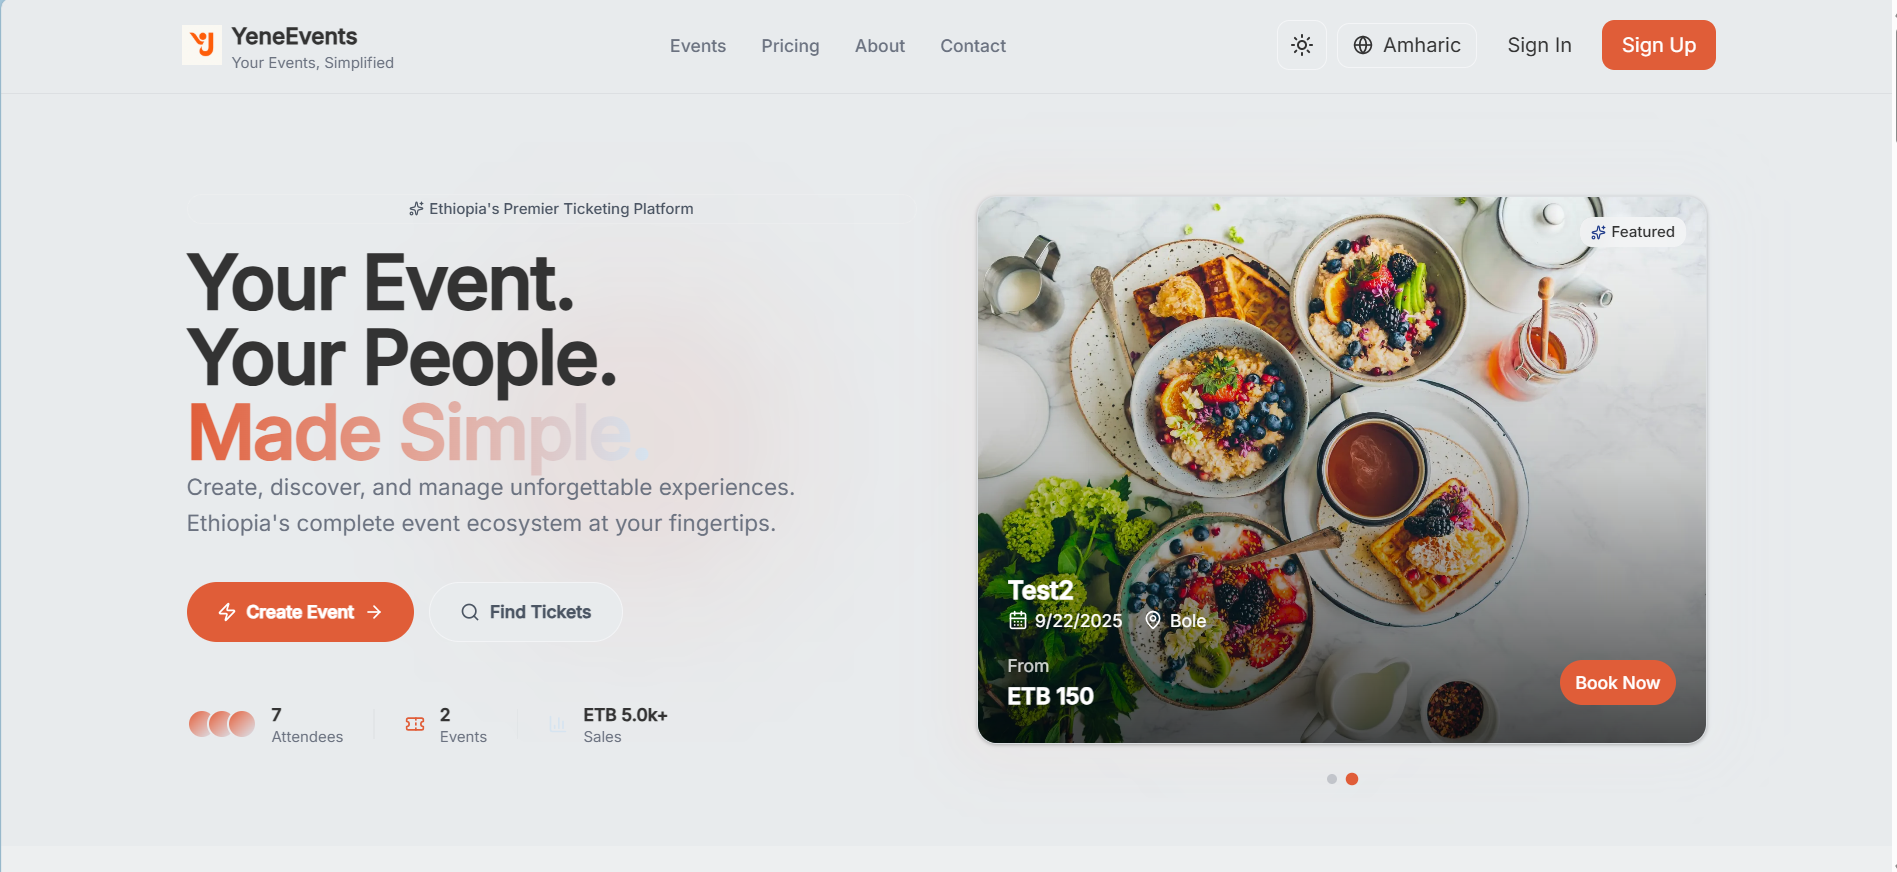 YeneEvents
Your Events, Simplified
Events
Pricing
About
Contact
Amharic
Sign In
Sign Up
Ethiopia's Premier Ticketing Platform
Your Event.
Your People.
Made Simple.
Create, discover, and manage unforgettable experiences.
Ethiopia's complete event ecosystem at your fingertips.
Create Event
Find Tickets
7
Attendees
2
Events
ETB 5.0k+
Sales
Featured
Test2
9/22/2025 Bole
From
ETB 150
Book Now